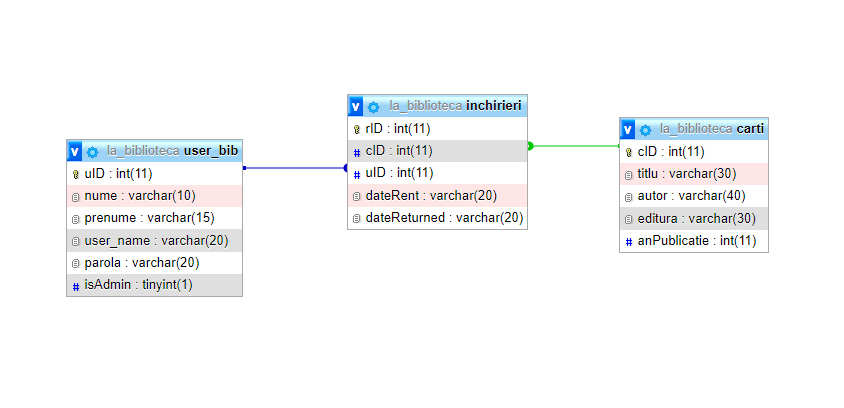 la_biblioteca user_bib
uID : int(11)
nume : varchar(10)
prenume : varchar(15)
user_name : varchar(20)
parola : varchar(20)
# isAdmin : tinyint(1)
v la_biblioteca inchirieri
rID : int(11)
# cID : int(11)
# uID : int(11)
dateRent : varchar(20)
dateReturned : varchar(20)
v la_biblioteca carti
cID : int(11)
titlu : varchar(30)
autor : varchar(40)
editura : varchar(30)
# anPublicatie : int(11)